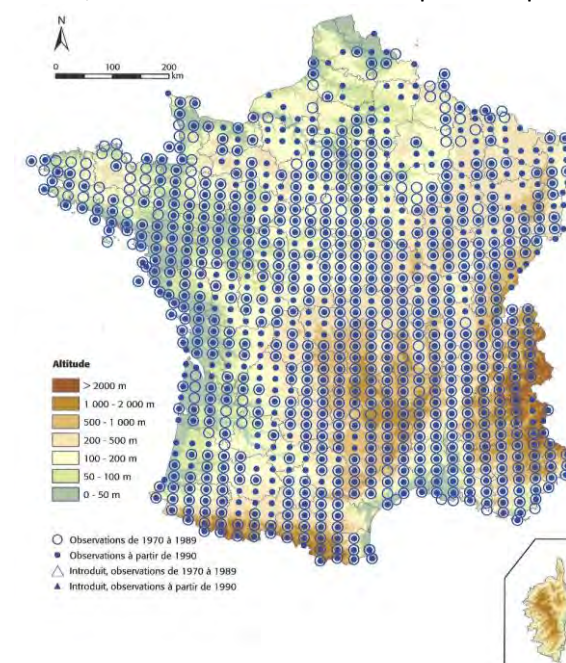 N
0 100 200
km
Altitude
> 2000 m
1 000 - 2 000 m
500 - 1 000 m
200 - 500 m
100 - 200 m
50 - 100 m
0 - 50 m
Observations de 1970 à 1989
Observations à partir de 1990
Introduit, observations de 1970 à 1989
Introduit, observations à partir de 1990